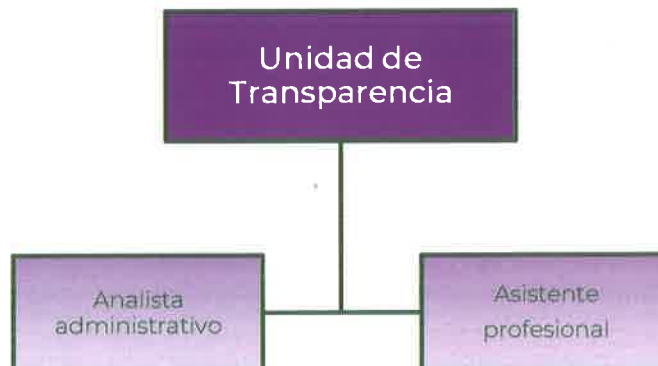 Unidad de
Transparencia
Analista
administrativo
Asistente
profesional